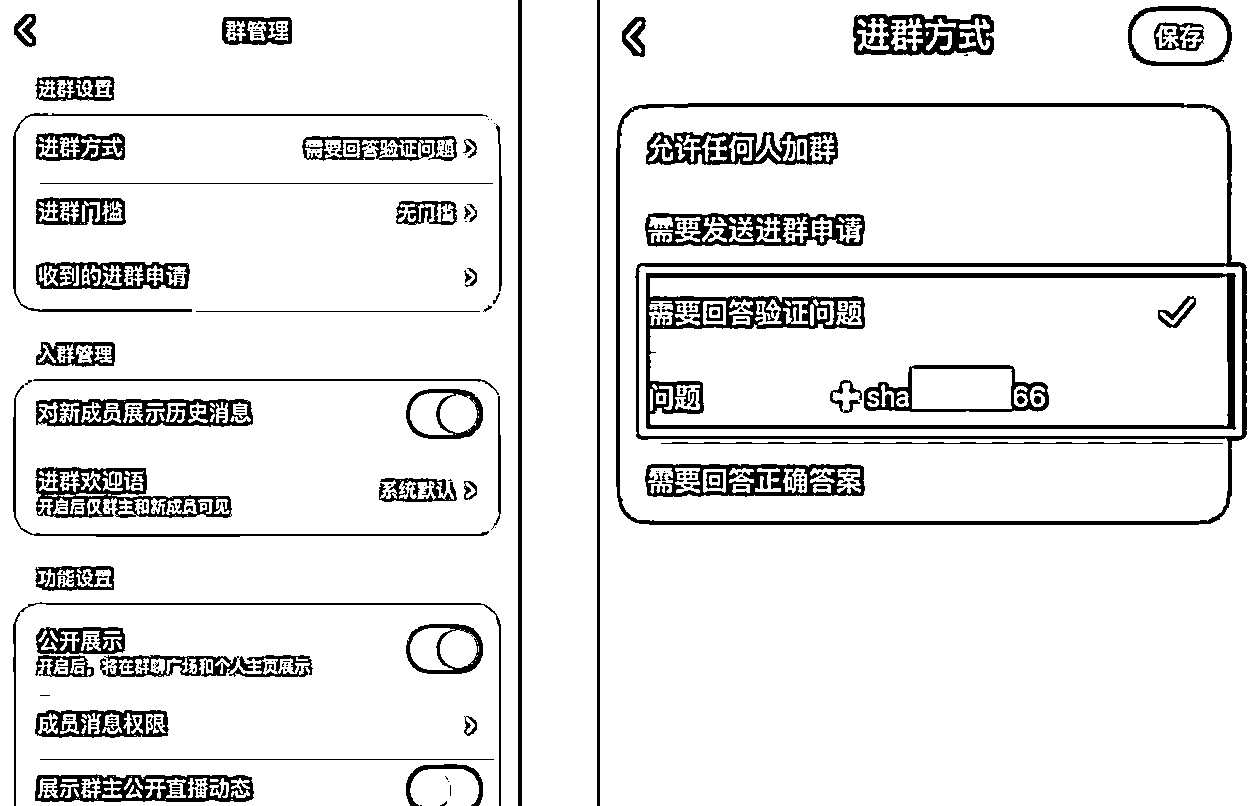 群管理
进群设置
进群方式 需要回答验证问题
进群门槛 无门槛
收到的进群申请
入群管理
对新成员展示历史消息
进群欢迎语 系统默认
开启后仅群主和新成员可见
功能设置
公开展示
开启后，将在群聊广场和个人主页展示
成员消息权限
展示群主公开直播动态
进群方式 保存
允许任何人加群
需要发送进群申请
需要回答验证问题
问题 +sha 66
需要回答正确答案